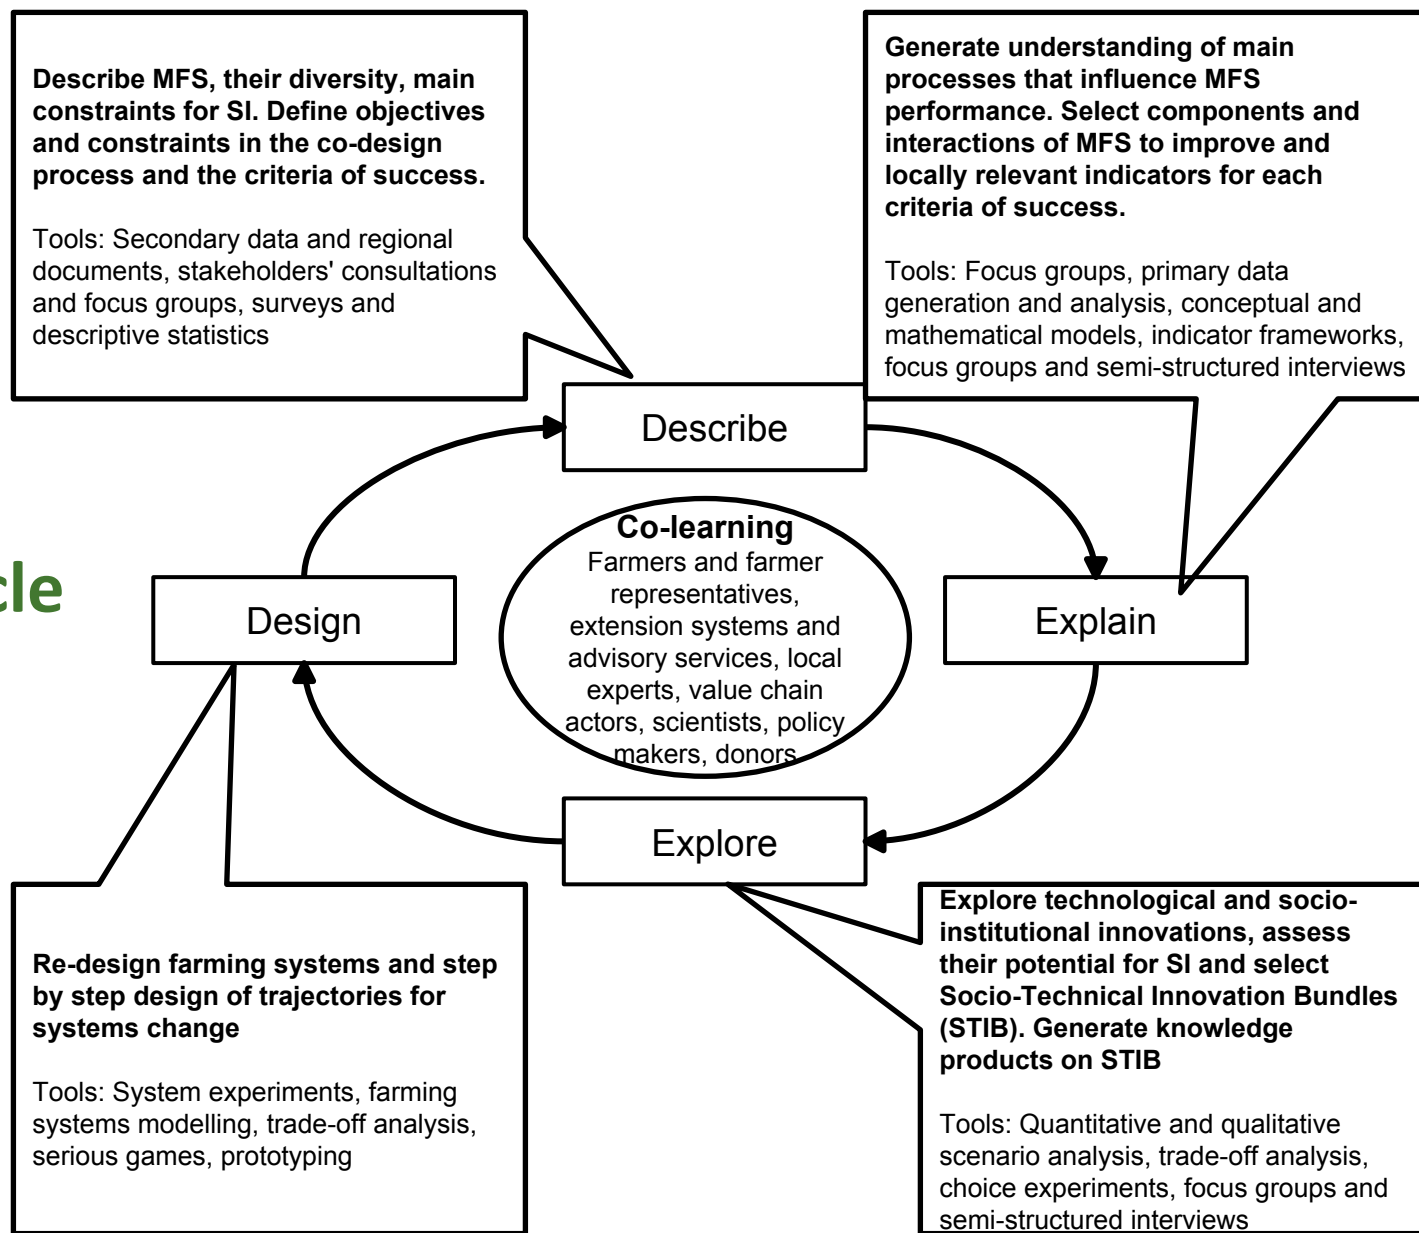 Describe MFS, their diversity, main
constraints for SI. Define objectives
and constraints in the co-design
process and the criteria of success.
Tools: Secondary data and regional
documents, stakeholders' consultations
and focus groups, surveys and
descriptive statistics
Generate understanding of main
processes that influence MFS
performance. Select components and
interactions of MFS to improve and
locally relevant indicators for each
criteria of success.
Tools: Focus groups, primary data
generation and analysis, conceptual and
mathematical models, indicator frameworks,
focus groups and semi-structured interviews
Describe
Co-learning
Farmers and farmer
representatives,
extension systems and
advisory services, local
experts, value chain
actors, scientists, policy
makers, donors
cle
Design
Explain
Explore
Re-design farming systems and step
by step design of trajectories for
systems change
Tools: System experiments, farming
systems modelling, trade-off analysis,
serious games, prototyping
Explore technological and socio-
institutional innovations, assess
their potential for SI and select
Socio-Technical Innovation Bundles
(STIB). Generate knowledge
products on STIB
Tools: Quantitative and qualitative
scenario analysis, trade-off analysis,
choice experiments, focus groups and
semi-structured interviews